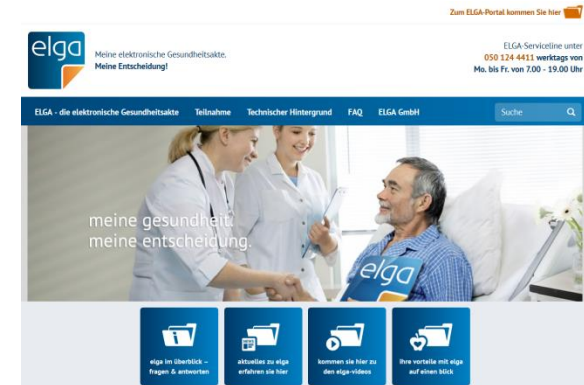 Zum ELGA-Portal kommen Sie hier
elga
Meine elektronische Gesundheitsakte.
Meine Entscheidung!
ELGA-Serviceline unter
050 124 4411 werktags von
Mo. bis Fr. von 7.00 - 19.00 Uhr
ELGA - die elektronische Gesundheitsakte Teilnahme Technischer Hintergrund FAQ ELGA GmbH Suche
meine gesundheit.
meine entscheidung.
elga
elga im überblick –
fragen & antworten
aktuelles zu elga
erfahren sie hier
kommen sie hier zu
den elga-videos
ihre vorteile mit elga
auf einen blick